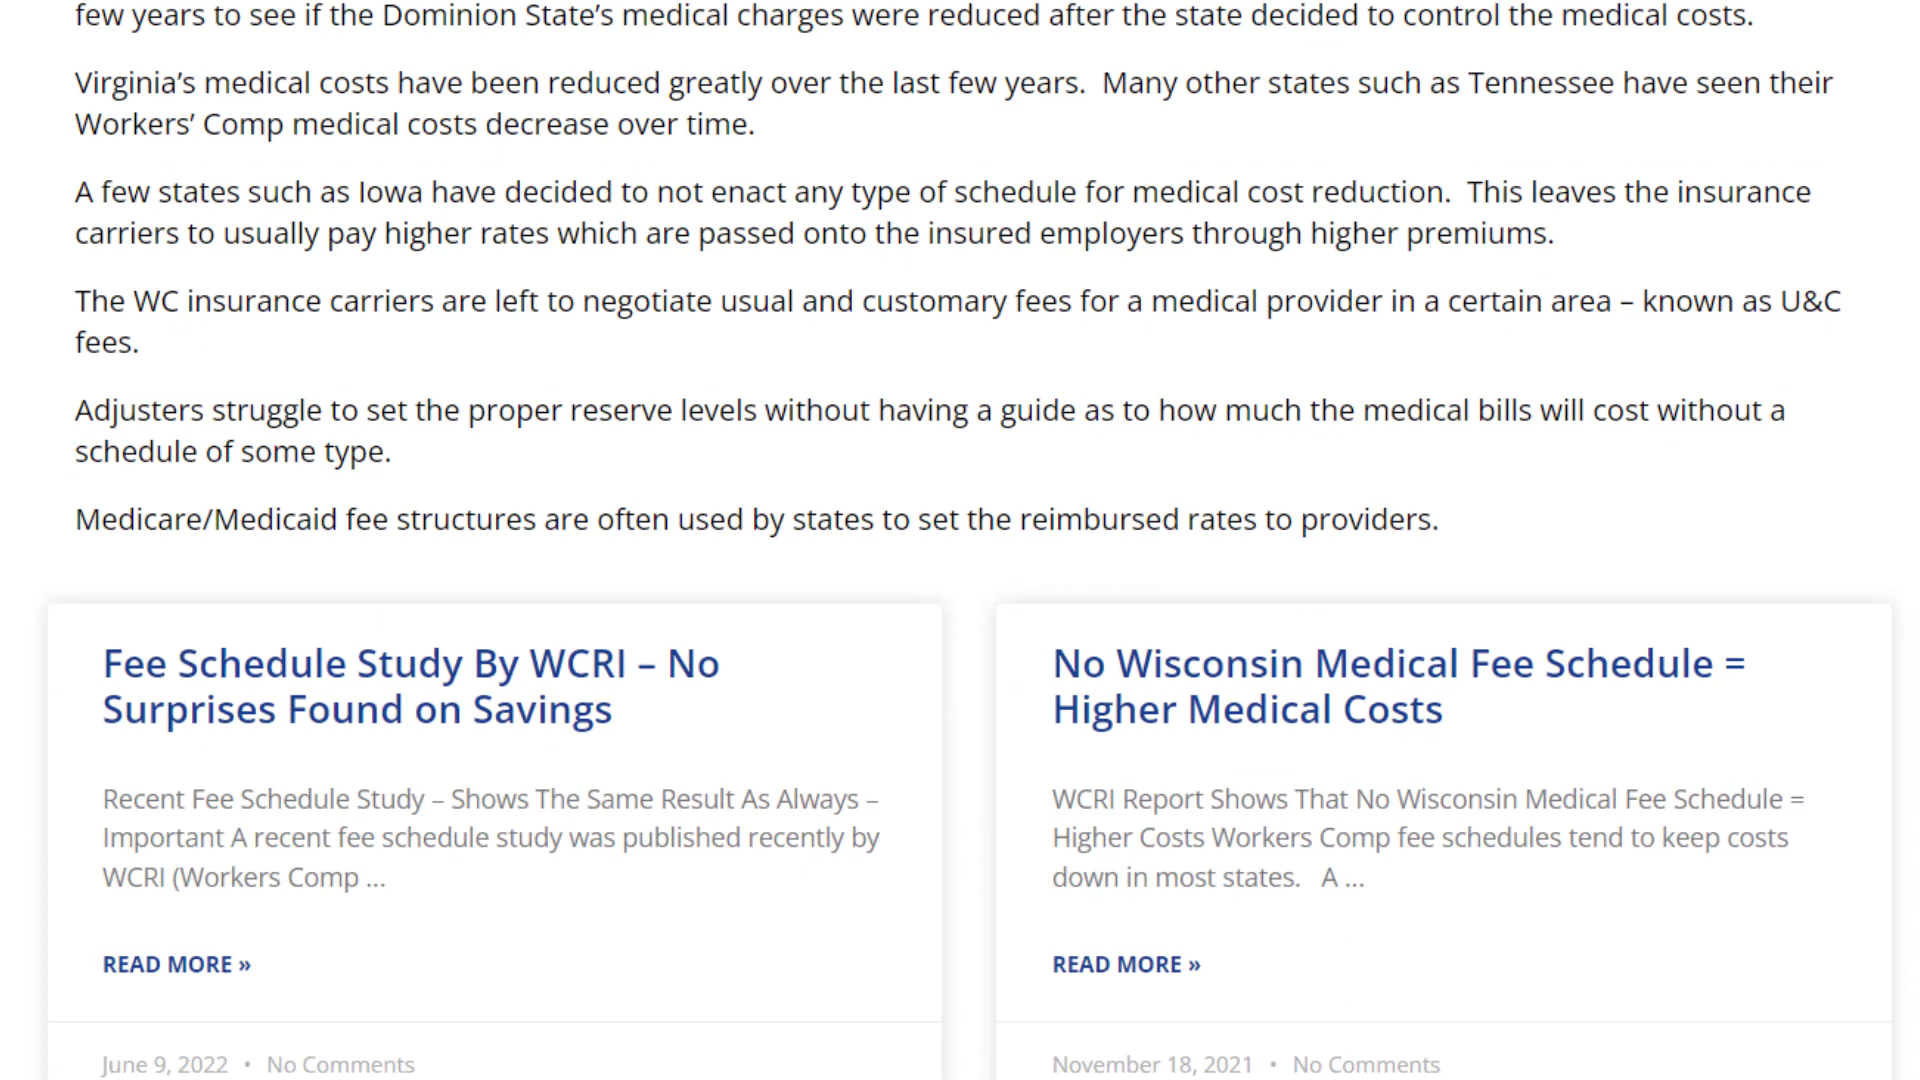 few years to see if the Dominion State’s medical charges were reduced after the state decided to control the medical costs.
Virginia’s medical costs have been reduced greatly over the last few years.  Many other states such as Tennessee have seen their
Workers’ Comp medical costs decrease over time.
A few states such as Iowa have decided to not enact any type of schedule for medical cost reduction.  This leaves the insurance
carriers to usually pay higher rates which are passed onto the insured employers through higher premiums.
The WC insurance carriers are left to negotiate usual and customary fees for a medical provider in a certain area – known as U&C
fees.
Adjusters struggle to set the proper reserve levels without having a guide as to how much the medical bills will cost without a
schedule of some type.
Medicare/Medicaid fee structures are often used by states to set the reimbursed rates to providers.
Fee Schedule Study By WCRI – No
Surprises Found on Savings
Recent Fee Schedule Study – Shows The Same Result As Always –
Important A recent fee schedule study was published recently by
WCRI (Workers Comp ...
READ MORE »
June 9, 2022 • No Comments
No Wisconsin Medical Fee Schedule =
Higher Medical Costs
WCRI Report Shows That No Wisconsin Medical Fee Schedule =
Higher Costs Workers Comp fee schedules tend to keep costs
down in most states.   A ...
READ MORE »
November 18, 2021 • No Comments